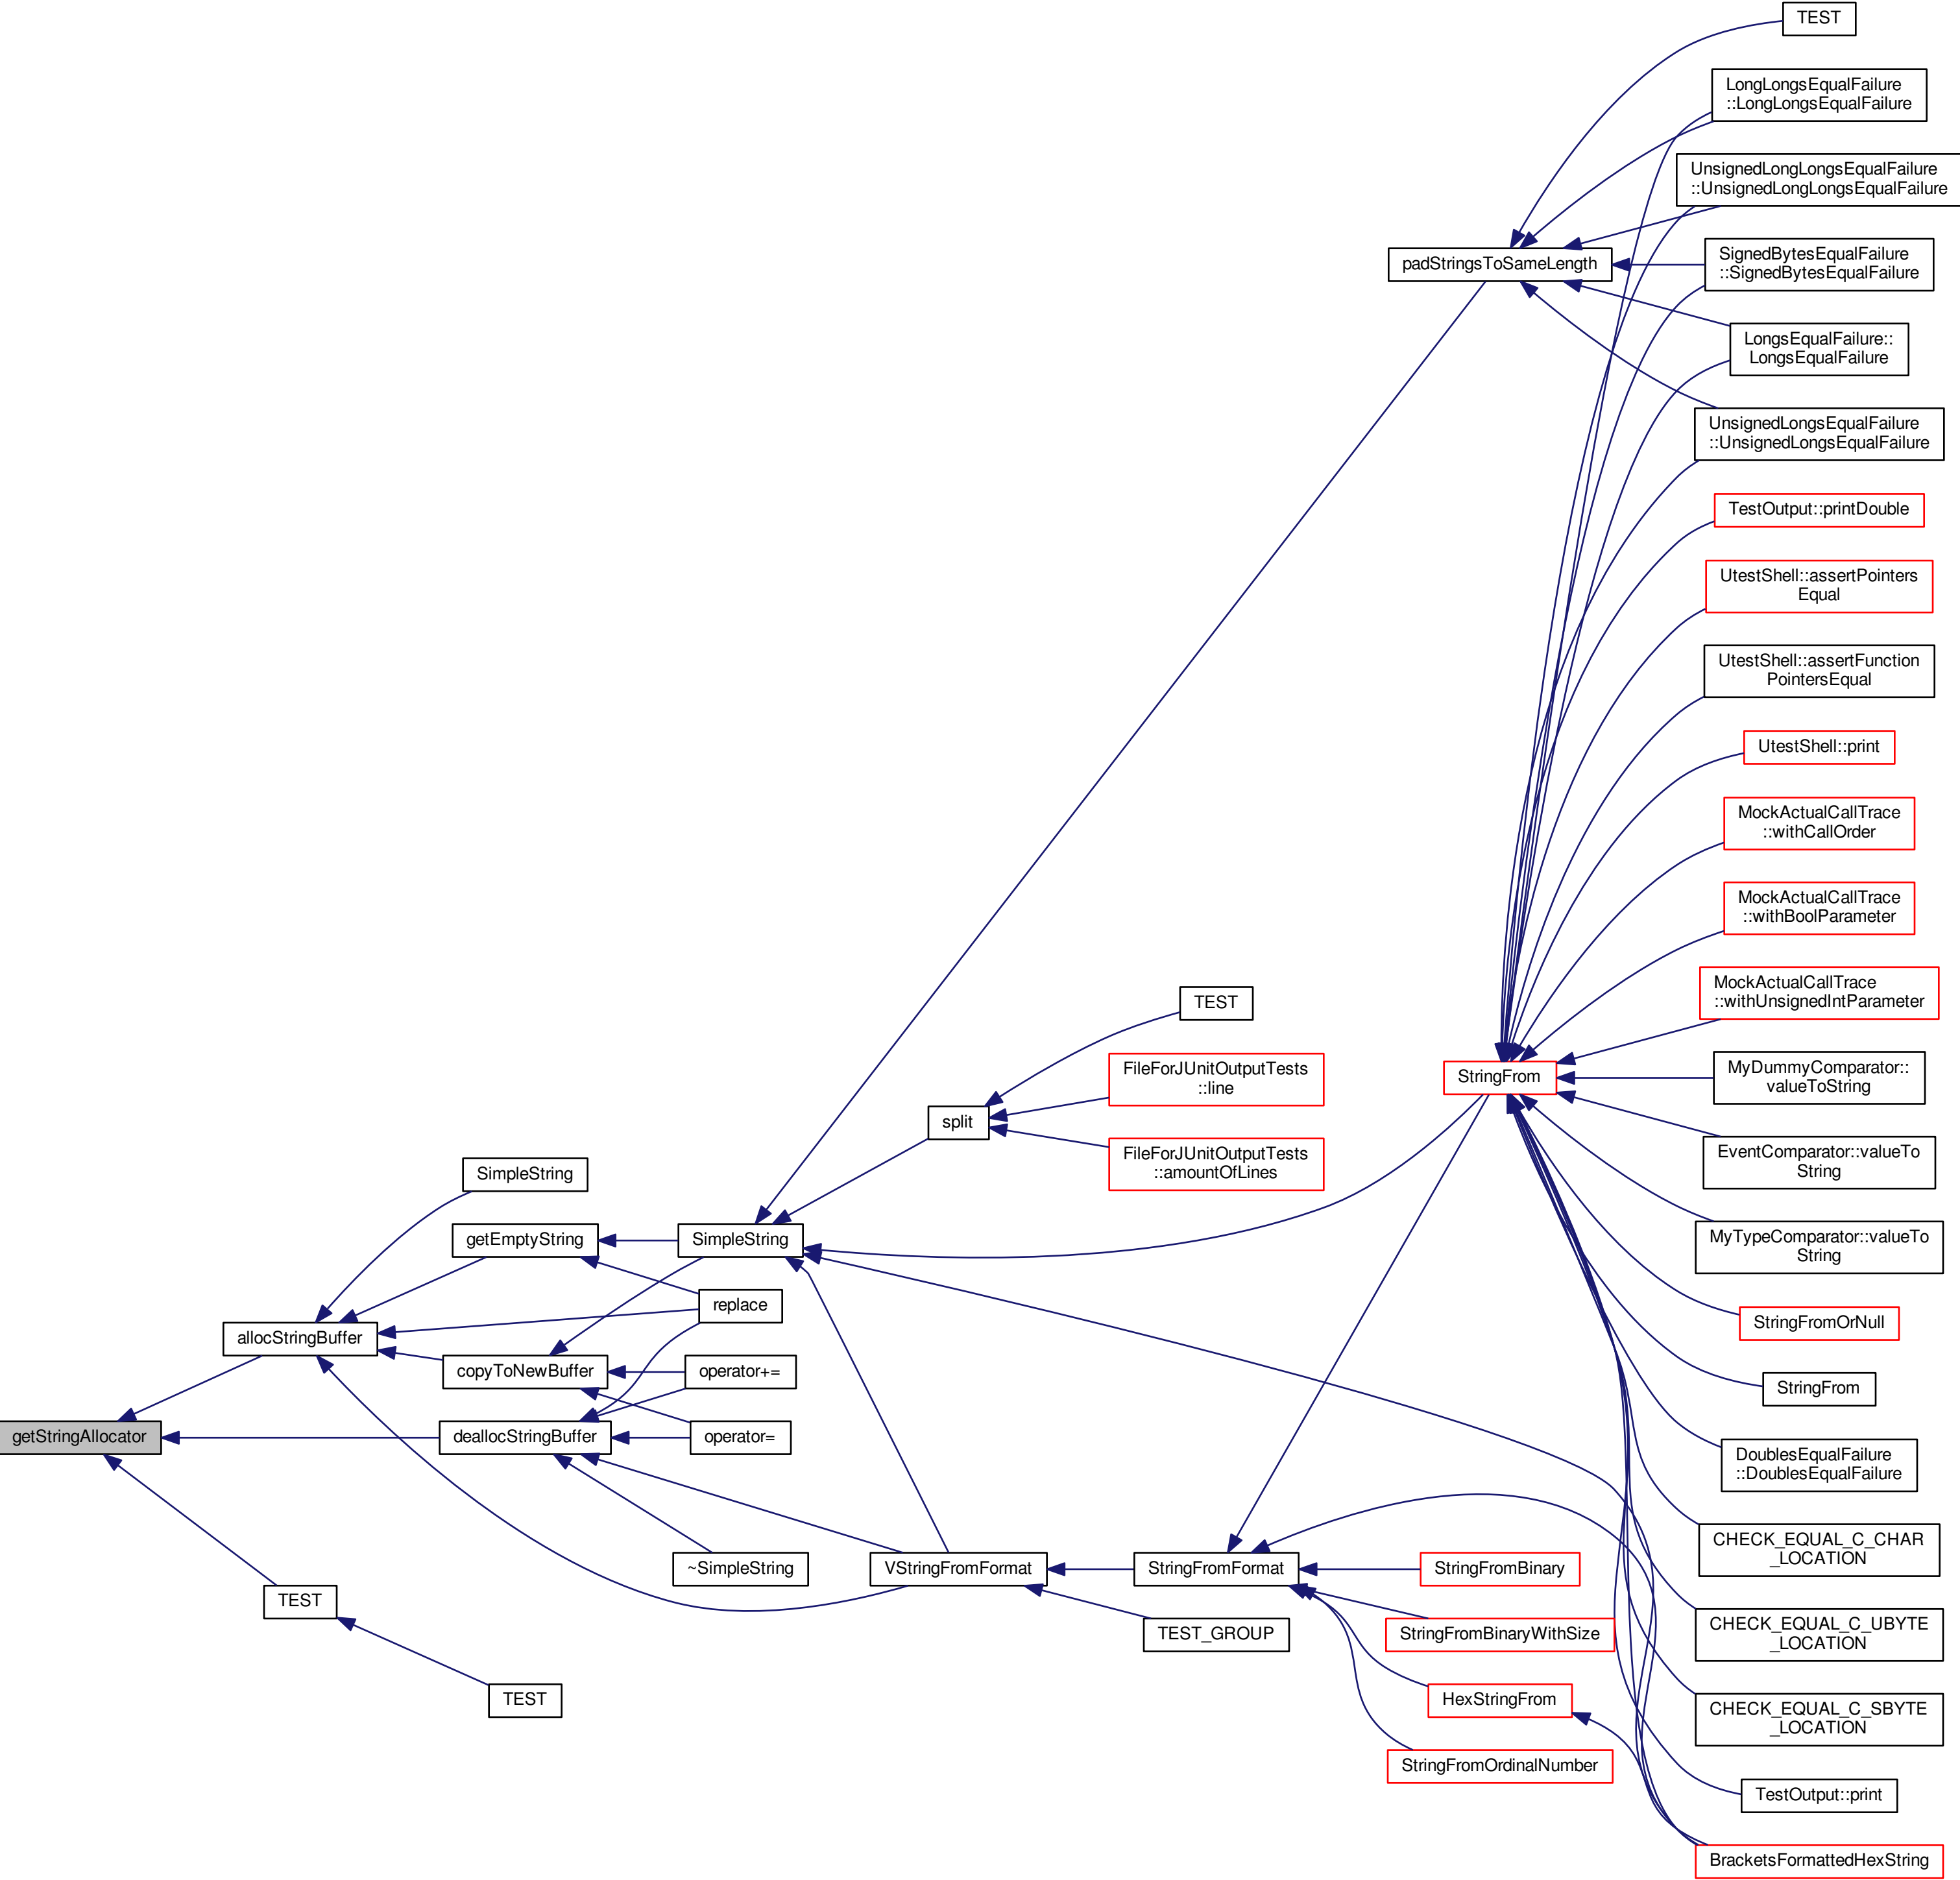 TEST
LongLongsEqualFailure
::LongLongsEqualFailure
UnsignedLongLongsEqualFailure
::UnsignedLongLongsEqualFailure
padStringsToSameLength
SignedBytesEqualFailure
::SignedBytesEqualFailure
LongsEqualFailure::
LongsEqualFailure
UnsignedLongsEqualFailure
::UnsignedLongsEqualFailure
TestOutput::printDouble
UtestShell::assertPointers
Equal
UtestShell::assertFunction
PointersEqual
UtestShell::print
MockActualCallTrace
::withCallOrder
MockActualCallTrace
::withBoolParameter
MockActualCallTrace
::withUnsignedIntParameter
TEST
FileForJUnitOutputTests
::line
StringFrom
MyDummyComparator::
valueToString
split
FileForJUnitOutputTests
::amountOfLines
EventComparator::valueTo
String
SimpleString
getEmptyString
SimpleString
MyTypeComparator::valueTo
String
replace
StringFromOrNull
allocStringBuffer
copyToNewBuffer
operator+=
StringFrom
getStringAllocator
deallocStringBuffer
operator=
DoublesEqualFailure
::DoublesEqualFailure
~SimpleString
VStringFromFormat
StringFromFormat
StringFromBinary
CHECK_EQUAL_C_CHAR
_LOCATION
TEST
TEST_GROUP
StringFromBinaryWithSize
CHECK_EQUAL_C_UBYTE
_LOCATION
TEST
HexStringFrom
CHECK_EQUAL_C_SBYTE
_LOCATION
StringFromOrdinalNumber
TestOutput::print
BracketsFormattedHexString